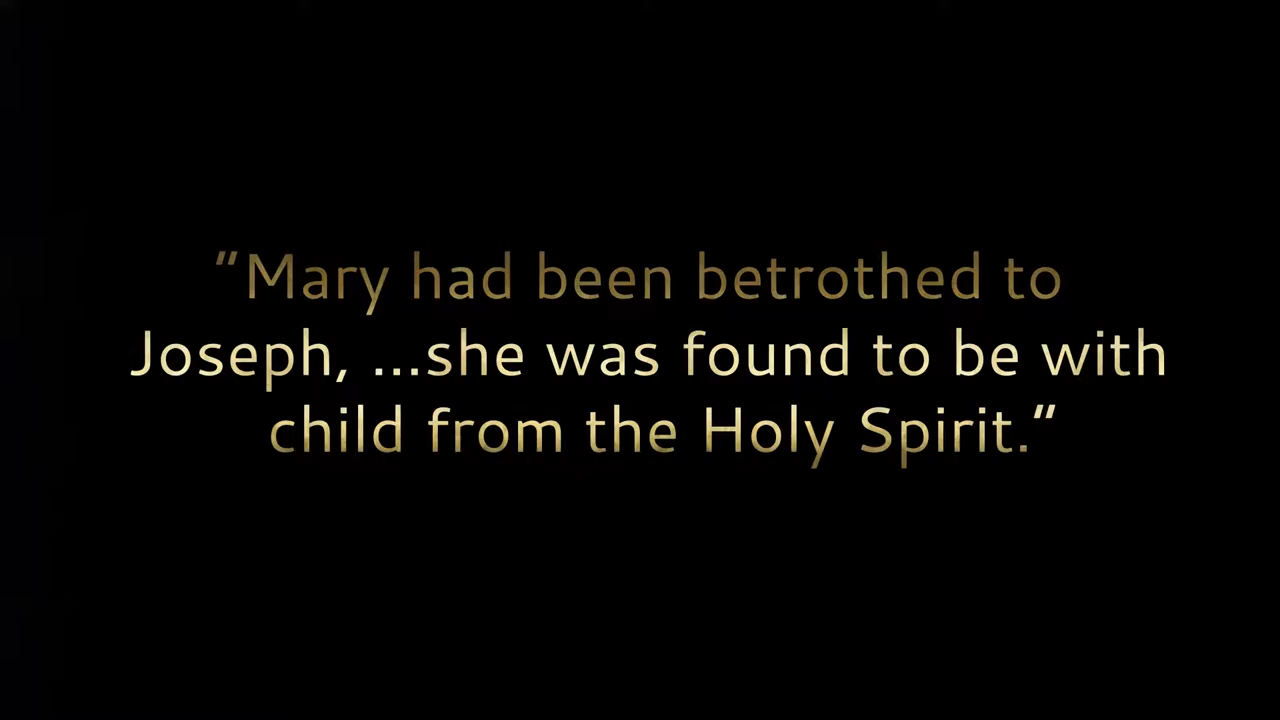 “Mary had been betrothed to
Joseph, ...she was found to be with
child from the Holy Spirit.“